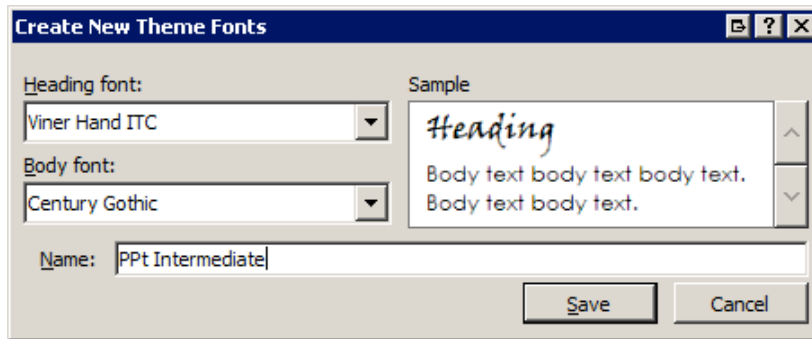 Create New Theme Fonts
Heading font:
Viner Hand ITC
Body font:
Century Gothic
Sample
Heading
Body text body text body text.
Body text body text.
Name: PPt Intermediate
Save Cancel